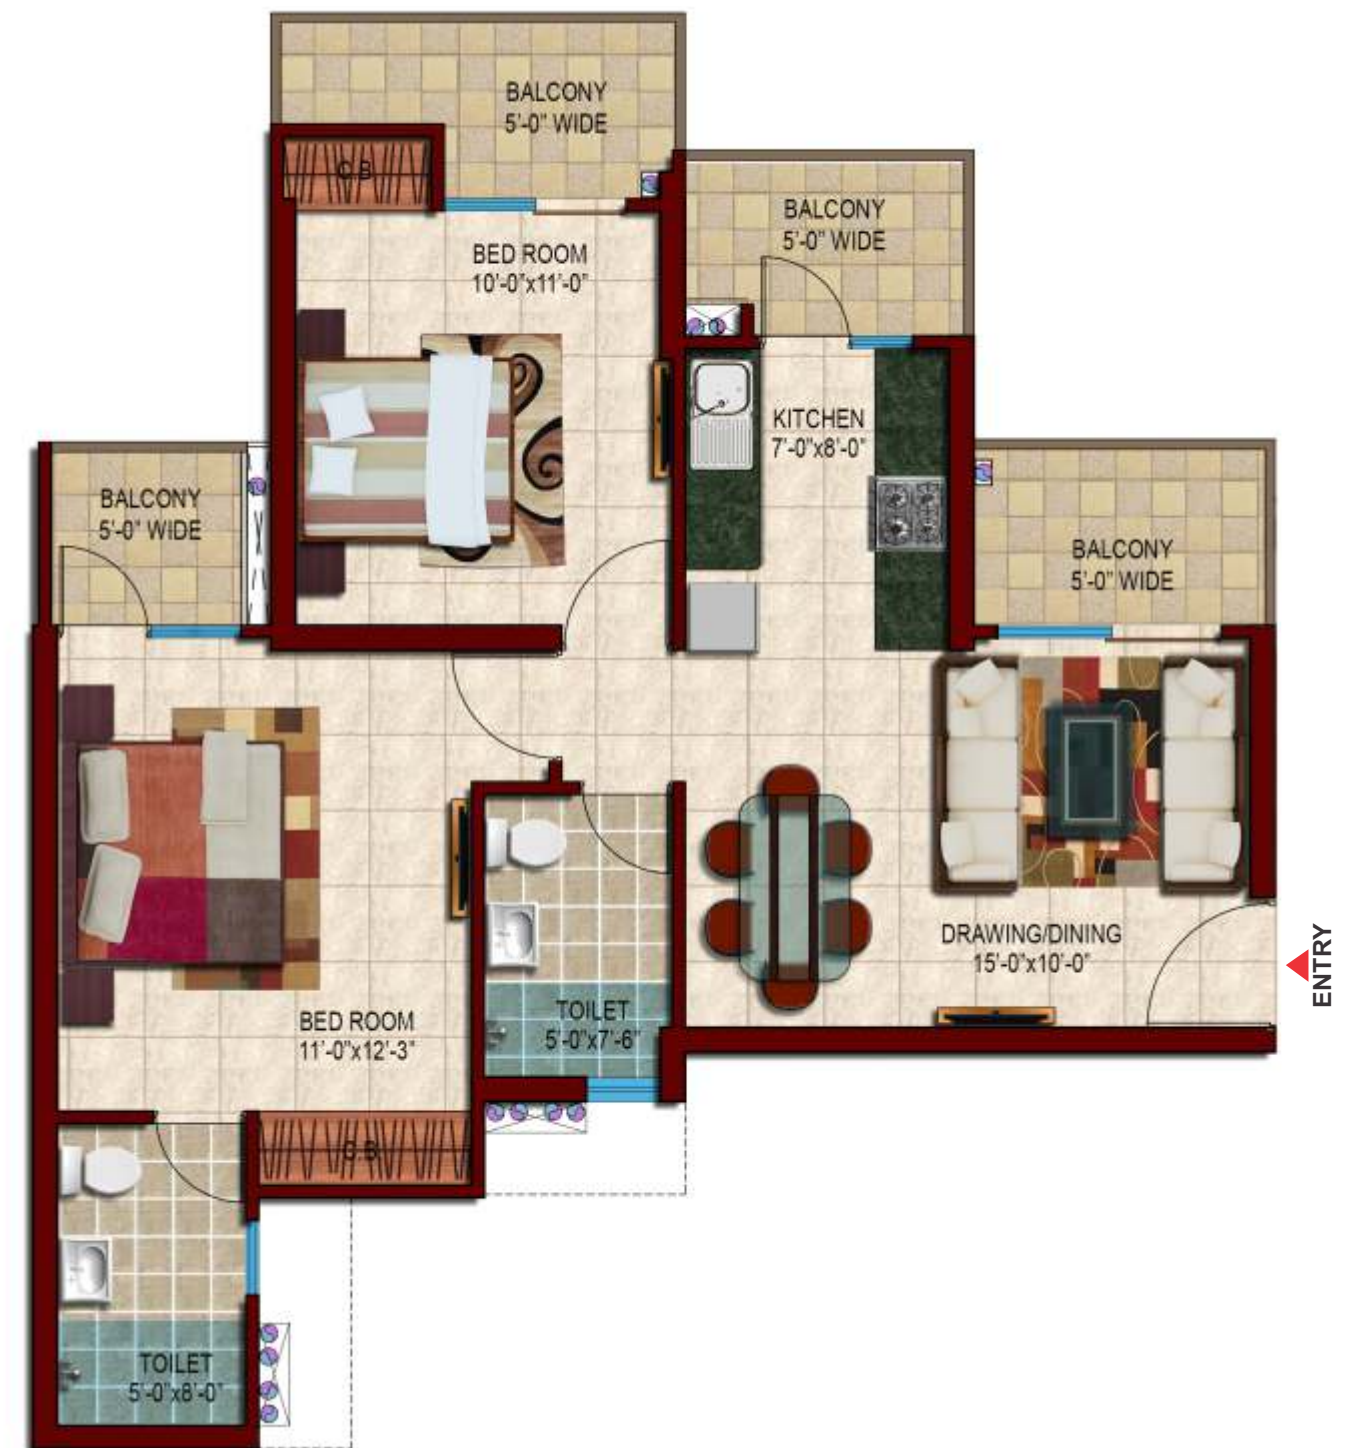 BALCONY
5'-0" WIDE
C.B.
BALCONY
5'-0" WIDE
BED ROOM
10'-0"x11'-0"
KITCHEN
7'-0"x8'-0"
BALCONY
5'-0" WIDE
BALCONY
5'-0" WIDE
DRAWING/DINING
15'-0"x10'-0"
ENTRY
TOILET
5'-0"x7'-6"
BED ROOM
11'-0"x12'-3"
C.B.
TOILET
5'-0"x8'-0"